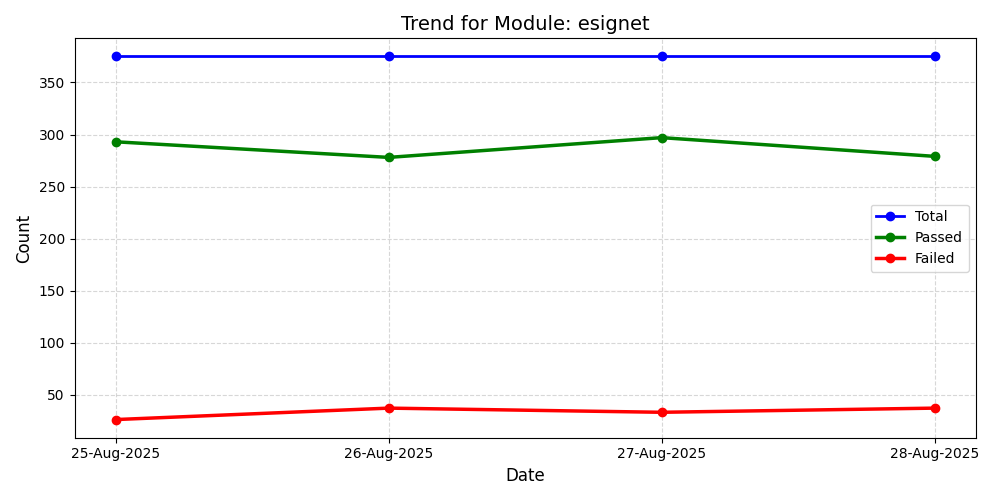 Trend for Module: esignet
Count
350
300
250
200
150
100
50
Total
Passed
Failed
25-Aug-2025 26-Aug-2025 27-Aug-2025 28-Aug-2025
Date